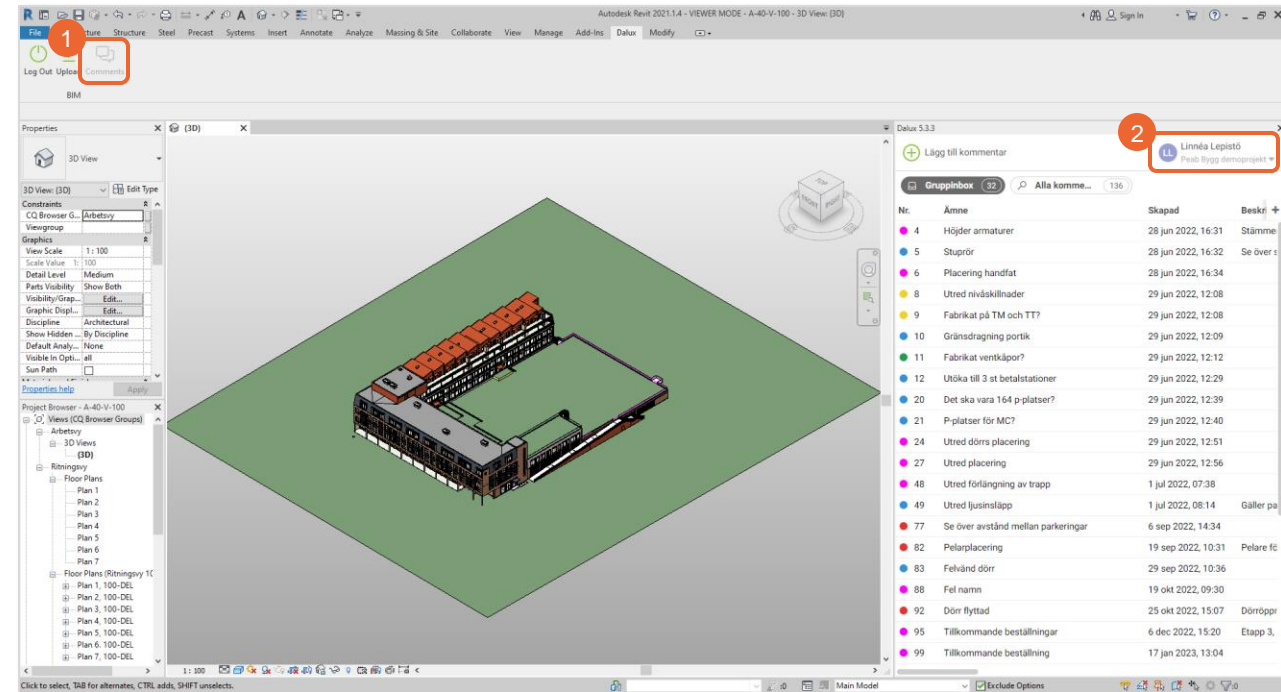 Autodesk Revit 2021.1.4 - VIEWER MODE - A-40-V-100 - 3D View: {3D}
Sign In
File
Structure Steel Precast Systems Insert Annotate Analyze Massing & Site Collaborate View Manage Add-Ins Dalux Modify
1
Log Out Upload Comments
BIM
Properties
{3D}
Dalux 5.3.3
2
3D View
Lägg till kommentar
LL
Linnéa Lepistö
Peab Bygg demoprojekt
3D View: {3D} Edit Type
Gruppinbox 32 Alla komme... 136
Constraints
CQ Browser G... Arbetsvy
Viewgroup
Graphics
View Scale 1 : 100
Scale Value 1: 100
Detail Level Medium
Parts Visibility Show Both
Visibility/Grap... Edit...
Graphic Displ... Edit...
Discipline Architectural
Show Hidden ... By Discipline
Default Analy... None
Visible In Opti... all
Sun Path
Properties help Apply
Project Browser - A-40-V-100
Views (CQ Browser Groups)
Arbetsvy
3D Views
{3D}
Ritningsvy
Floor Plans
Plan 1
Plan 2
Plan 3
Plan 4
Plan 5
Plan 6
Plan 7
Floor Plans (Ritningsvy 1(
Plan 1, 100-DEL
Plan 2, 100-DEL
Plan 3, 100-DEL
Plan 4, 100-DEL
Plan 5, 100-DEL
Plan 6, 100-DEL
Plan 7, 100-DEL
TOP
FRONT
RIGHT
Nr. Ämne Skapad Beskri
4 Höjder armaturer 28 jun 2022, 16:31 Stämme
5 Stuprör 28 jun 2022, 16:32 Se över s
6 Placering handfat 28 jun 2022, 16:34
8 Utred nivåskillnader 29 jun 2022, 12:08
9 Fabrikat på TM och TT? 29 jun 2022, 12:08
10 Gränsdragning portik 29 jun 2022, 12:09
11 Fabrikat ventkåpor? 29 jun 2022, 12:12
12 Utöka till 3 st betalstationer 29 jun 2022, 12:29
20 Det ska vara 164 p-platser? 29 jun 2022, 12:39
21 P-platser för MC? 29 jun 2022, 12:40
24 Utred dörrs placering 29 jun 2022, 12:51
27 Utred placering 29 jun 2022, 12:56
48 Utred förlängning av trapp 1 jul 2022, 07:38
49 Utred ljusinsläpp 1 jul 2022, 08:14 Gäller pa
77 Se över avstånd mellan parkeringar 6 sep 2022, 14:34
82 Pelarplacering 19 sep 2022, 10:31 Pelare fö
83 Felvänd dörr 29 sep 2022, 10:36
88 Fel namn 19 okt 2022, 09:30
92 Dörr flyttad 25 okt 2022, 15:07 Dörröppr
95 Tillkommande beställningar 6 dec 2022, 15:20 Etapp 3,
99 Tillkommande beställning 17 jan 2023, 13:04
1 : 100
Click to select, TAB for alternates, CTRL adds, SHIFT unselects.
:0 Main Model Exclude Options :0